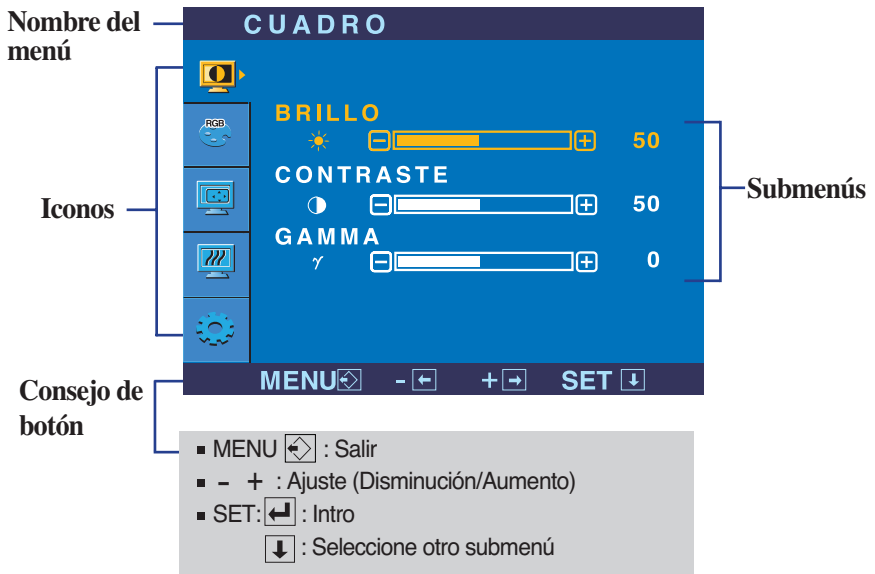 Nombre del
menú
CUADRO
RGB
BRILLO
50
CONTRASTE
50
GAMMA
γ
0
Iconos
Submenús
MENU - + SET
Consejo de
botón
MENU : Salir
- + : Ajuste (Disminución/Aumento)
SET: : Intro
: Seleccione otro submenú